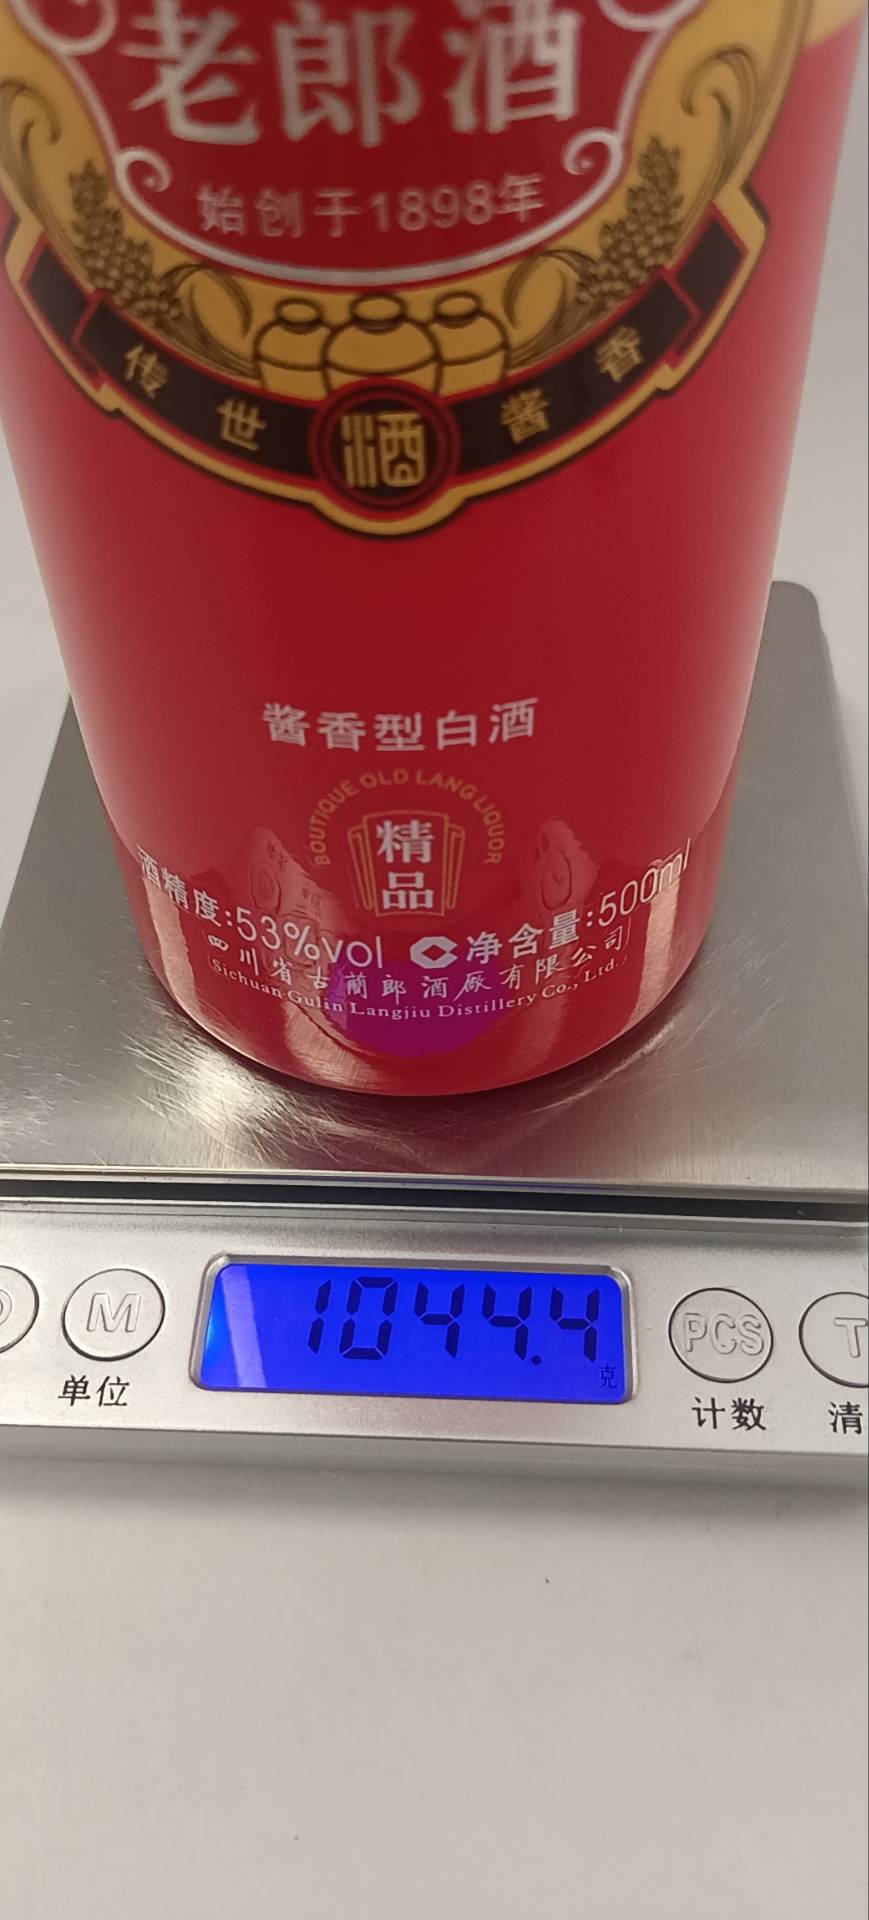 老郎酒
始创于1898年
传世酒酱香
酱香型白酒
BOUTIQUE OLD LANG LIQUOR
精品
酒精度:53%vol 净含量:500ml
四川省古蔺郎酒厰有限公司
Sichuan Gulin Langjiu Distillery Co., Ltd.
1044.4
克
M
PCS
T
单位
计数
清